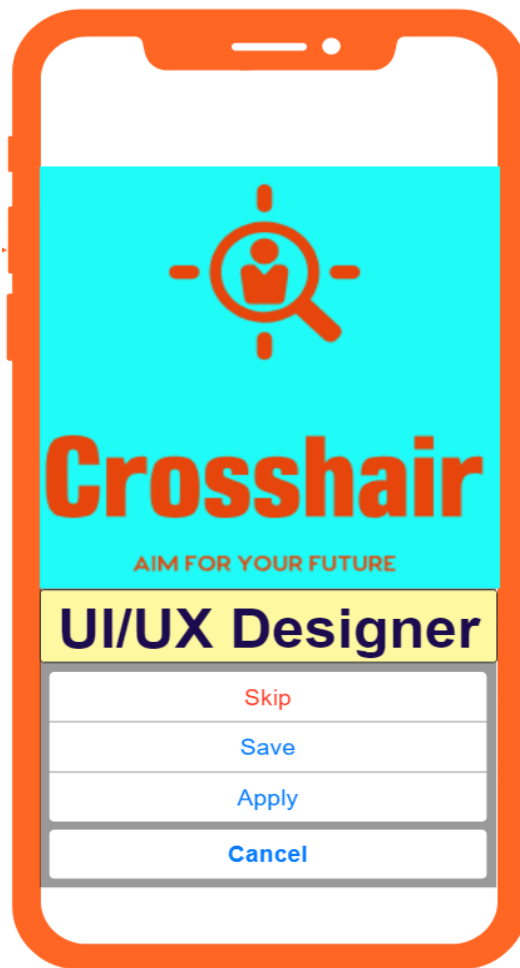 Crosshair
AIM FOR YOUR FUTURE
UI/UX Designer
Skip
Save
Apply
Cancel